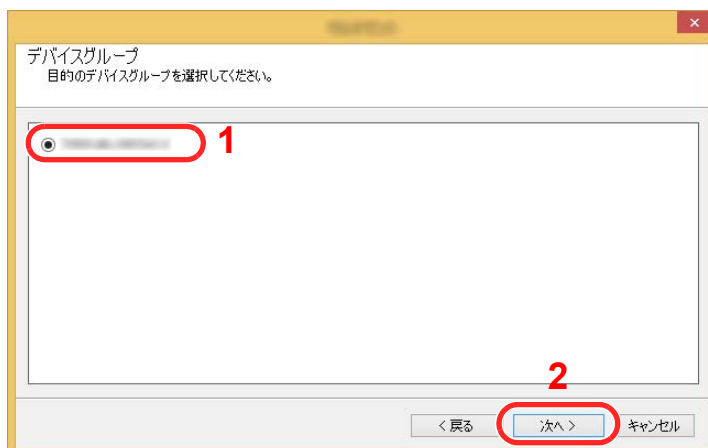 ×
デバイスグループ
目的のデバイスグループを選択してください。
1
2
< 戻る 次へ > キャンセル